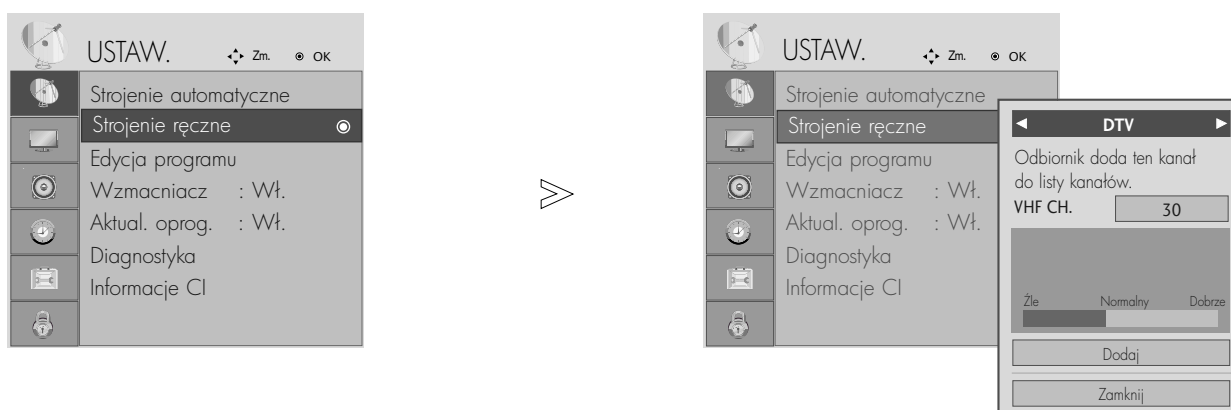 USTAW. Zm. OK
Strojenie automatyczne
Strojenie ręczne
Edycja programu
Wzmacniacz : Wł.
Aktual. oprog. : Wł.
Diagnostyka
Informacje CI
USTAW. Zm. OK
Strojenie automatyczne
Strojenie ręczne
Edycja programu
Wzmacniacz : Wł.
Aktual. oprog. : Wł.
Diagnostyka
Informacje CI
DTV
Odbiornik doda ten kanał
do listy kanałów.
VHF CH. 30
Źle Normalny Dobrze
Dodaj
Zamknij